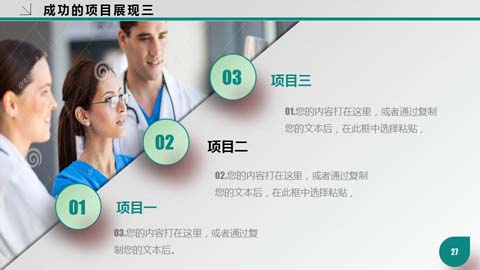 成功的项目展现三
03
项目三
01.您的内容打在这里，或者通过复制
您的文本后，在此框中选择粘贴，
02
项目二
02.您的内容打在这里，或者通过复制
您的文本后，在此框中选择粘贴，
01
项目一
03.您的内容打在这里，或者通过复
制您的文本后。
27